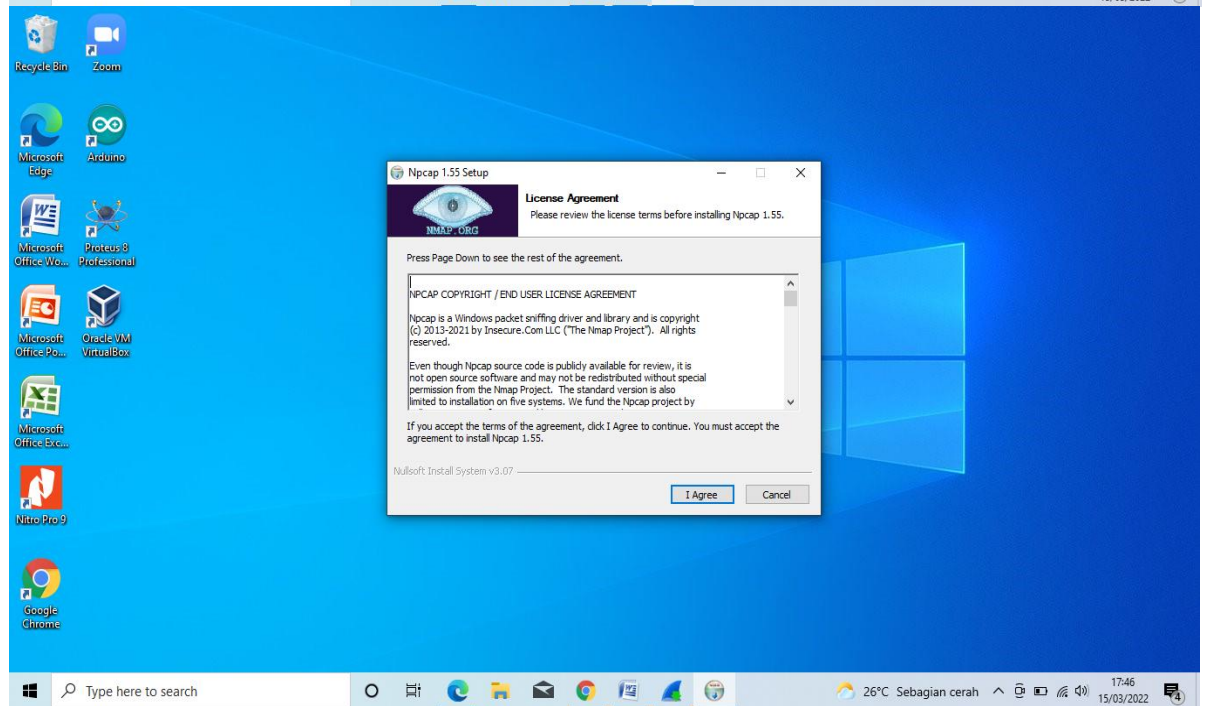 Recycle Bin
Zoom
Microsoft
Edge
Arduino
Microsoft
Office Wo...
Proteus 8
Professional
Microsoft
Office Po...
Oracle VM
VirtualBox
Microsoft
Office Exc...
Nitro Pro 9
Google
Chrome
Npcap 1.55 Setup
NMAP.ORG
License Agreement
Please review the license terms before installing Npcap 1.55.
Press Page Down to see the rest of the agreement.
NPCAP COPYRIGHT / END USER LICENSE AGREEMENT
Npcap is a Windows packet sniffing driver and library and is copyright
(c) 2013-2021 by Insecure.Com LLC ("The Nmap Project").  All rights
reserved.
Even though Npcap source code is publicly available for review, it is
not open source software and may not be redistributed without special
permission from the Nmap Project.  The standard version is also
limited to installation on five systems. We fund the Npcap project by
If you accept the terms of the agreement, click I Agree to continue. You must accept the
agreement to install Npcap 1.55.
Nullsoft Install System v3.07
I Agree
Cancel
Type here to search
26°C Sebagian cerah
17:46
15/03/2022
4